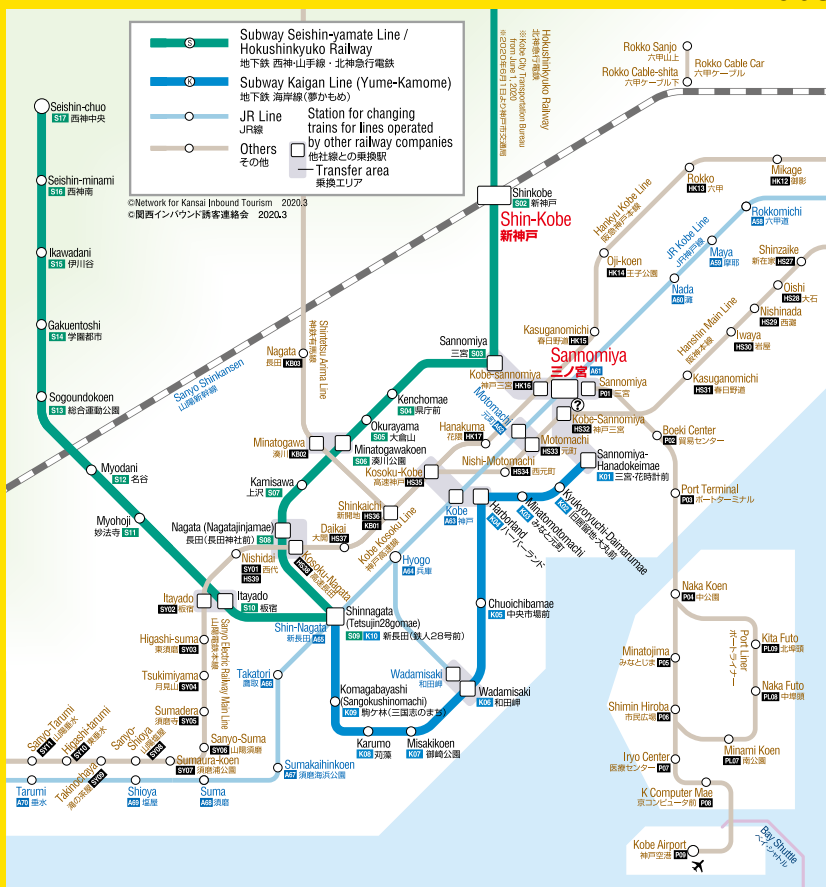 Subway Seishin-yamate Line /
Hokushinkyuko Railway
地下鉄 西神・山手線・北神急行電鉄
Subway Kaigan Line (Yume-Kamome)
地下鉄 海岸線(夢かもめ)
JR Line
JR線
Others
その他
Station for changing
trains for lines operated
by other railway companies
他社線との乗換駅
Transfer area
乗換エリア
©Network for Kansai Inbound Tourism 2020.3
©関西インバウンド誘客連絡会 2020.3
Hokushinkyuko Railway
北神急行電鉄
※Kobe City Transportation Bureau
from June 1, 2020
※2020年6月1日より神戸市交通局
Rokko Sanjo
六甲山上
Rokko Cable Car
六甲ケーブル
Rokko Cable-shita
六甲ケーブル下
Seishin-chuo
S17 西神中央
Seishin-minami
S16 西神南
Ikawadani
S15 伊川谷
Gakuentoshi
S14 学園都市
Sogoundokoen
S13 総合運動公園
Myodani
S12 名谷
Myohoji
妙法寺 S11
Itayado
S10 板宿
Shinnagata
(Tetsujin28gomae)
S09 K10 新長田(鉄人28号前)
Nagata (Nagatajinjamae)
長田(長田神社前) S08
Kamisawa
上沢 S07
Minatogawakoen
S06 湊川公園
Okurayama
S05 大倉山
Kenchomae
S04 県庁前
Sannomiya
三宮 S03
Shinkobe
S02 新神戸
Shin-Kobe
新神戸
Sanyo Shinkansen
山陽新幹線
Shintetsu Arima Line
神鉄有馬線
Nagata
長田 KB03
Minatogawa
湊川 KB02
Shinkaichi
新開地 HS36
KB01
Hankyu Kobe Line
阪急神戸本線
Mikage
HK12 御影
Rokko
HK13 六甲
Oji-koen
HK14 王子公園
Kasuganomichi
春日野道 HK15
Kobe-Sannomiya
神戸三宮 HK16
Hanakuma
花隈 HK17
JR Kobe Line
JR神戸線
Rokkomichi
A58 六甲道
Maya
A59 摩耶
Nada
A60 灘
Sannomiya A61
三ノ宮
Motomachi
元町 A62
Kobe
A63 神戸
Hyogo
A64 兵庫
Shin-Nagata
新長田 A65
Takatori
鷹取 A66
Sumakaihinkoen
A67 須磨海浜公園
Suma
A68 須磨
Shioya
A69 塩屋
Tarumi
A70 垂水
Wadamisaki
和田岬
Hanshin Main Line
阪神本線
Shinzaike
新在家 HS27
Oishi
HS28 大石
Nishinada
HS29 西灘
Iwaya
HS30 岩屋
Kasuganomichi
HS31 春日野道
Kobe-Sannomiya
HS32 神戸三宮
?
Motomachi
HS33 元町
Nishi-Motomachi
HS34 西元町
Kosoku-Kobe
高速神戸 HS35
Kobe Kosoku Line
神戸高速線
Daikai
大開 HS37
Kosoku-Nagata
HS38 高速長田
Nishidai
SY01 西代
HS39
Itayado
SY02 板宿
Sanyo Electric Railway Main Line
山陽電鉄本線
Higashi-suma
東須磨 SY03
Tsukimiyama
月見山 SY04
Sumadera
須磨寺 SY05
Sanyo-Suma
SY06 山陽須磨
Sumaura-koen
SY07 須磨浦公園
Sanyo-Shioya
SY08 山陽塩屋
Takinochaya
滝の茶屋 SY09
Higashi-tarumi
SY10 東垂水
Sanyo-Tarumi
SY11 山陽垂水
Sannomiya-
Hanadokeimae
K01 三宮・花時計前
Kyukyoryuchi-Daimarumae
K02 旧居留地・大丸前
Minatomotomachi
K03 みなと元町
Harborland
K04 ハーバーランド
Chuoichibamae
K05 中央市場前
Wadamisaki
K06 和田岬
Misakikoen
K07 御崎公園
Karumo
K08 苅藻
Komagabayashi
(Sangokushinomachi)
K09 駒ケ林(三国志のまち)
Sannomiya
P01 三宮
Boeki Center
P02 貿易センター
Port Terminal
P03 ポートターミナル
Naka Koen
P04 中公園
Port Liner
ポートライナー
Minatojima
みなとじま P05
Shimin Hiroba
市民広場 P06
Iryo Center
医療センター P07
K Computer Mae
京コンピュータ前 P08
Kobe Airport
神戸空港 P09
Kita Futo
PL09 北埠頭
Naka Futo
PL08 中埠頭
Minami Koen
PL07 南公園
Bay Shuttle
ベイ・シャトル